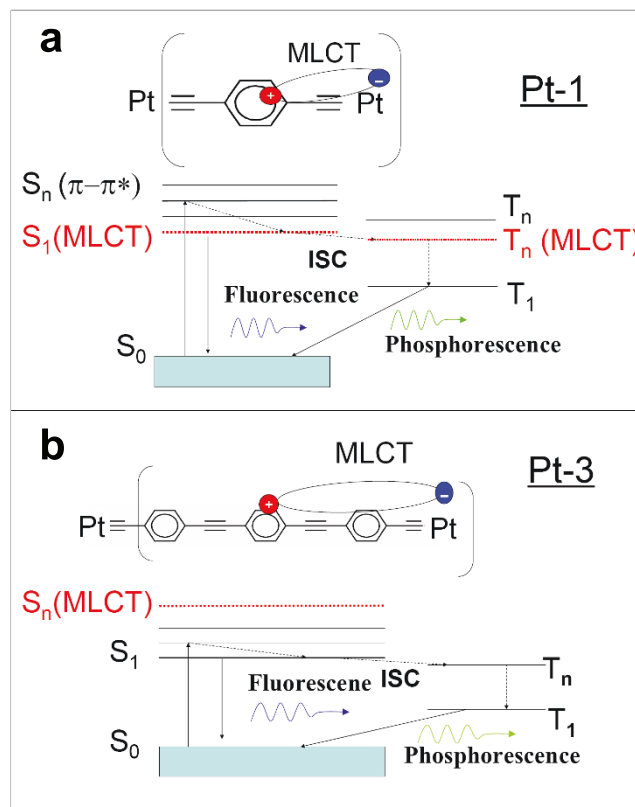 a
MLCT
Pt
+
−
Pt
Pt-1
Sn (π−π*)
S1(MLCT)
Tn
Tn (MLCT)
ISC
Fluorescence
T1
S0
Phosphorescence
b
MLCT
Pt-3
+
−
Pt
Pt
Sn(MLCT)
S1
Tn
ISC
Fluorescene
T1
S0
Phosphorescence